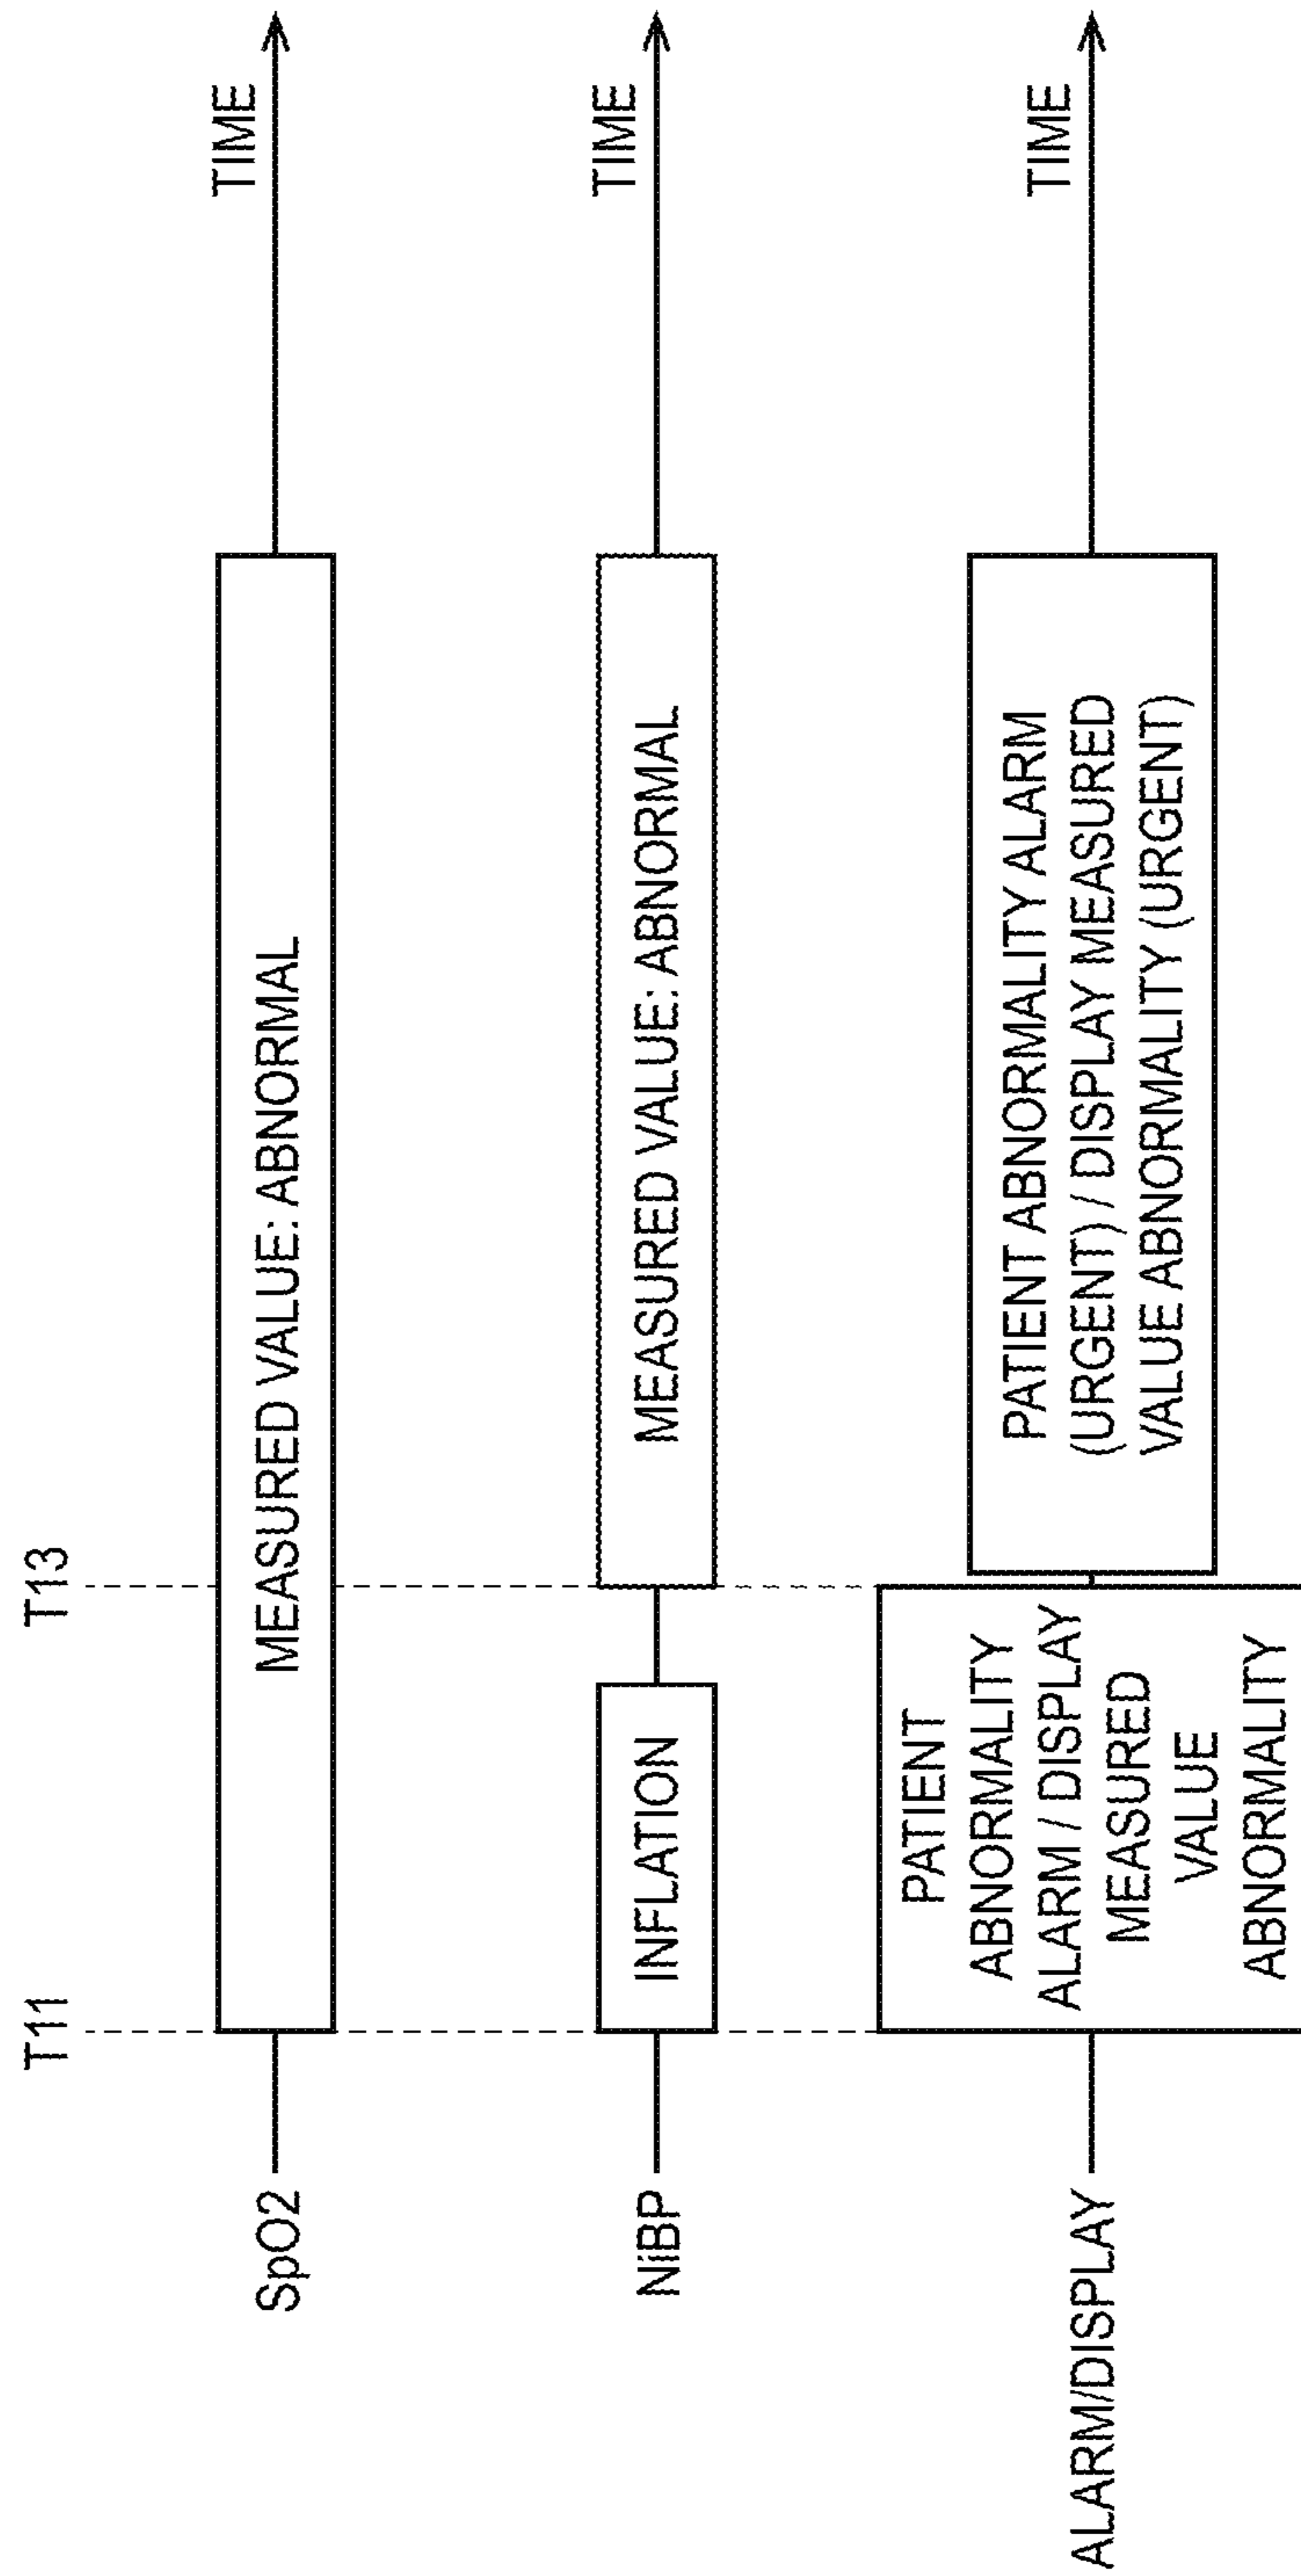 T11
T13
SpO2
MEASURED VALUE: ABNORMAL
TIME
NiBP
INFLATION
MEASURED VALUE: ABNORMAL
TIME
ALARM/DISPLAY
PATIENT
ABNORMALITY
ALARM / DISPLAY
MEASURED
VALUE
ABNORMALITY
PATIENT ABNORMALITY ALARM
(URGENT) / DISPLAY MEASURED
VALUE ABNORMALITY (URGENT)
TIME